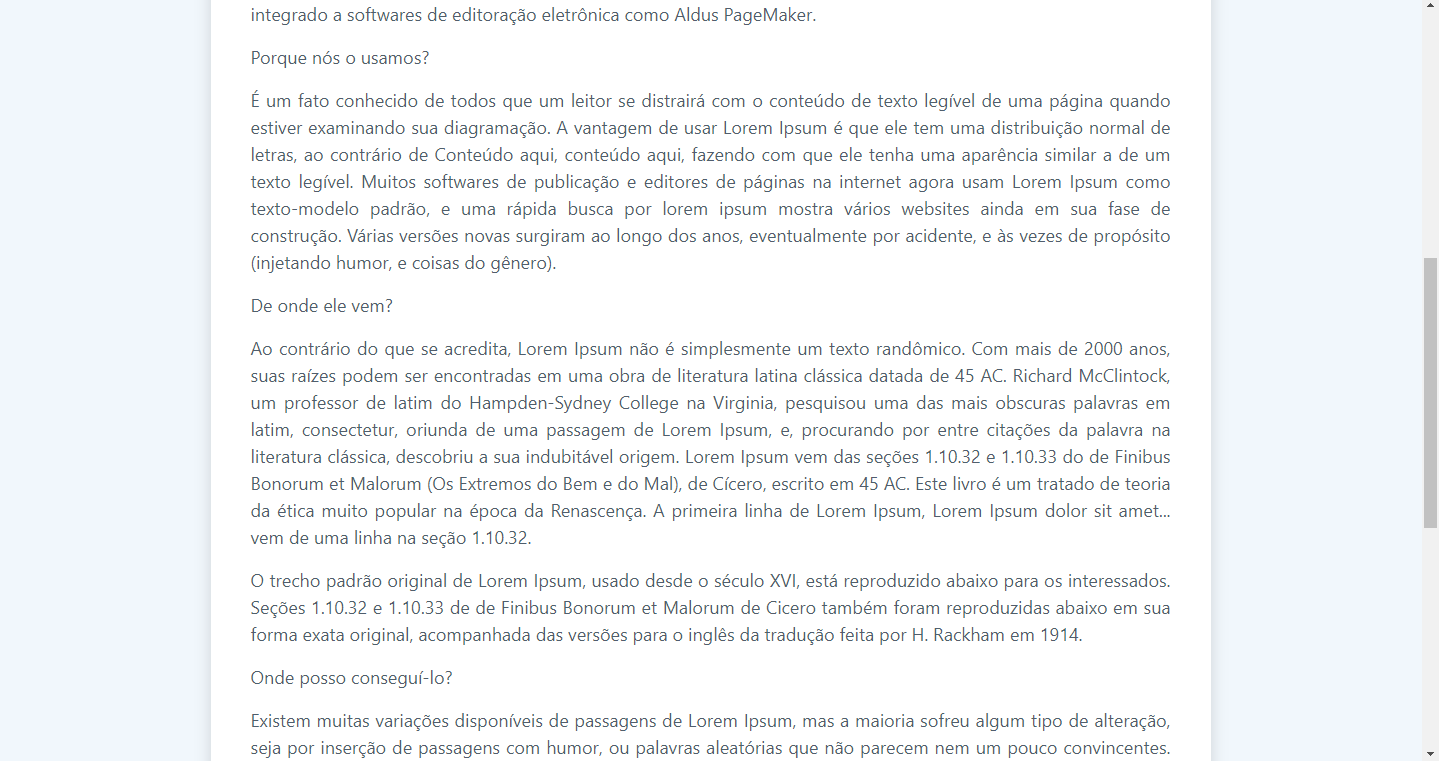 integrado a softwares de editoração eletrônica como Aldus PageMaker.
Porque nós o usamos?
É um fato conhecido de todos que um leitor se distrairá com o conteúdo de texto legível de uma página quando
estiver examinando sua diagramação. A vantagem de usar Lorem Ipsum é que ele tem uma distribuição normal de
letras, ao contrário de Conteúdo aqui, conteúdo aqui, fazendo com que ele tenha uma aparência similar a de um
texto legível. Muitos softwares de publicação e editores de páginas na internet agora usam Lorem Ipsum como
texto-modelo padrão, e uma rápida busca por lorem ipsum mostra vários websites ainda em sua fase de
construção. Várias versões novas surgiram ao longo dos anos, eventualmente por acidente, e às vezes de propósito
(injetando humor, e coisas do gênero).
De onde ele vem?
Ao contrário do que se acredita, Lorem Ipsum não é simplesmente um texto randômico. Com mais de 2000 anos,
suas raízes podem ser encontradas em uma obra de literatura latina clássica datada de 45 AC. Richard McClintock,
um professor de latim do Hampden-Sydney College na Virginia, pesquisou uma das mais obscuras palavras em
latim, consectetur, oriunda de uma passagem de Lorem Ipsum, e, procurando por entre citações da palavra na
literatura clássica, descobriu a sua indubitável origem. Lorem Ipsum vem das seções 1.10.32 e 1.10.33 do de Finibus
Bonorum et Malorum (Os Extremos do Bem e do Mal), de Cícero, escrito em 45 AC. Este livro é um tratado de teoria
da ética muito popular na época da Renascença. A primeira linha de Lorem Ipsum, Lorem Ipsum dolor sit amet...
vem de uma linha na seção 1.10.32.
O trecho padrão original de Lorem Ipsum, usado desde o século XVI, está reproduzido abaixo para os interessados.
Seções 1.10.32 e 1.10.33 de de Finibus Bonorum et Malorum de Cicero também foram reproduzidas abaixo em sua
forma exata original, acompanhada das versões para o inglês da tradução feita por H. Rackham em 1914.
Onde posso conseguí-lo?
Existem muitas variações disponíveis de passagens de Lorem Ipsum, mas a maioria sofreu algum tipo de alteração,
seja por inserção de passagens com humor, ou palavras aleatórias que não parecem nem um pouco convincentes.